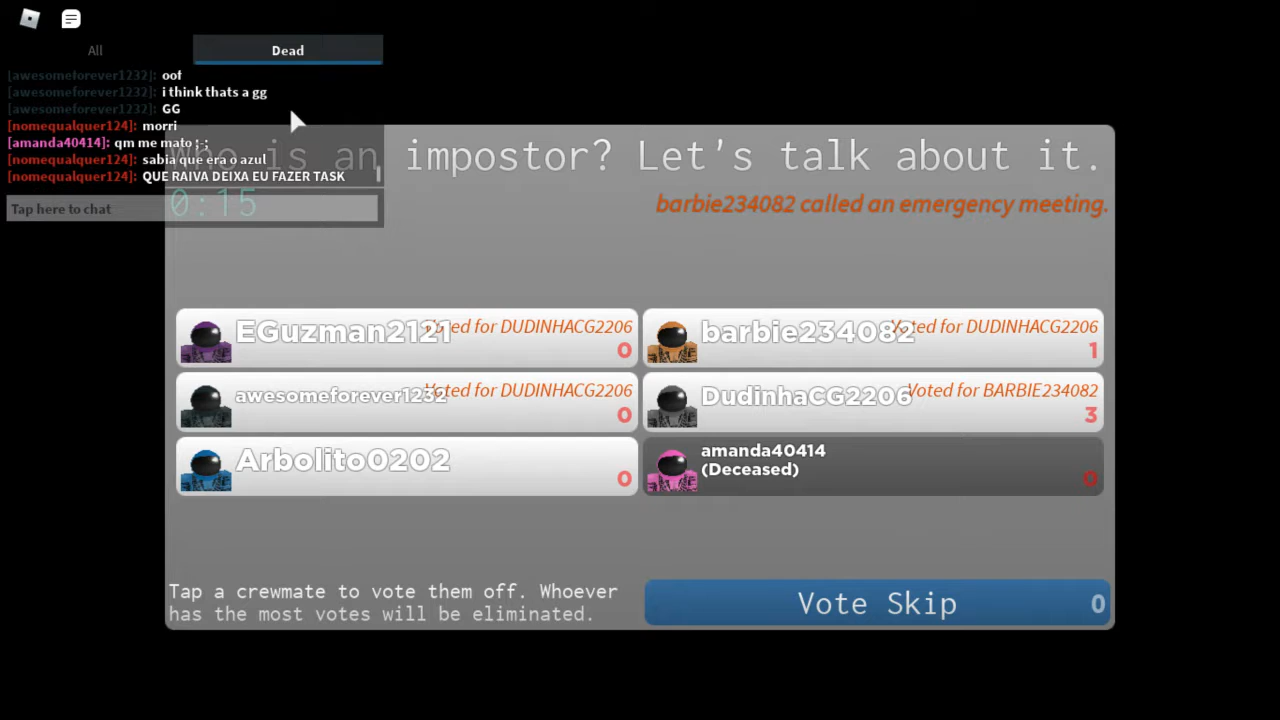 All
Dead
[awesomeforever1232]: oof
[awesomeforever1232]: i think thats a gg
[awesomeforever1232]: GG
[nomequalquer124]: morri
[amanda40414]: qm me mato ;-;
[nomequalquer124]: sabia que era o azul
[nomequalquer124]: QUE RAIVA DEIXA EU FAZER TASK
Tap here to chat
Who is an impostor? Let's talk about it.
0:15
barbie234082 called an emergency meeting.
EGuzman2121 Voted for DUDINHACG2206
0
barbie234082 Voted for DUDINHACG2206
1
awesomeforever1232 Voted for DUDINHACG2206
0
DudinhaCG2206 Voted for BARBIE234082
3
Arbolito0202
0
amanda40414
(Deceased)
0
Tap a crewmate to vote them off. Whoever
has the most votes will be eliminated.
Vote Skip 0